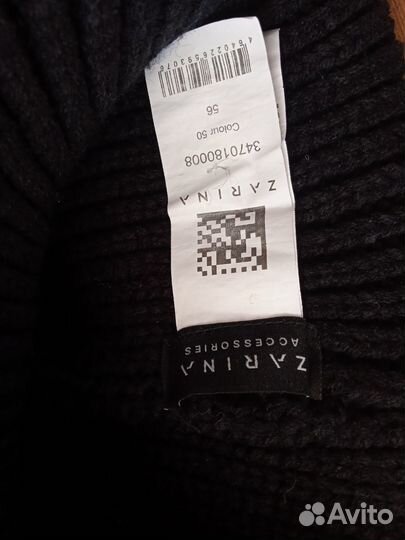 ZARINA
ACCESSORIES
ZARINA
3470180008
Colour 50
56
4640226593076
Avito